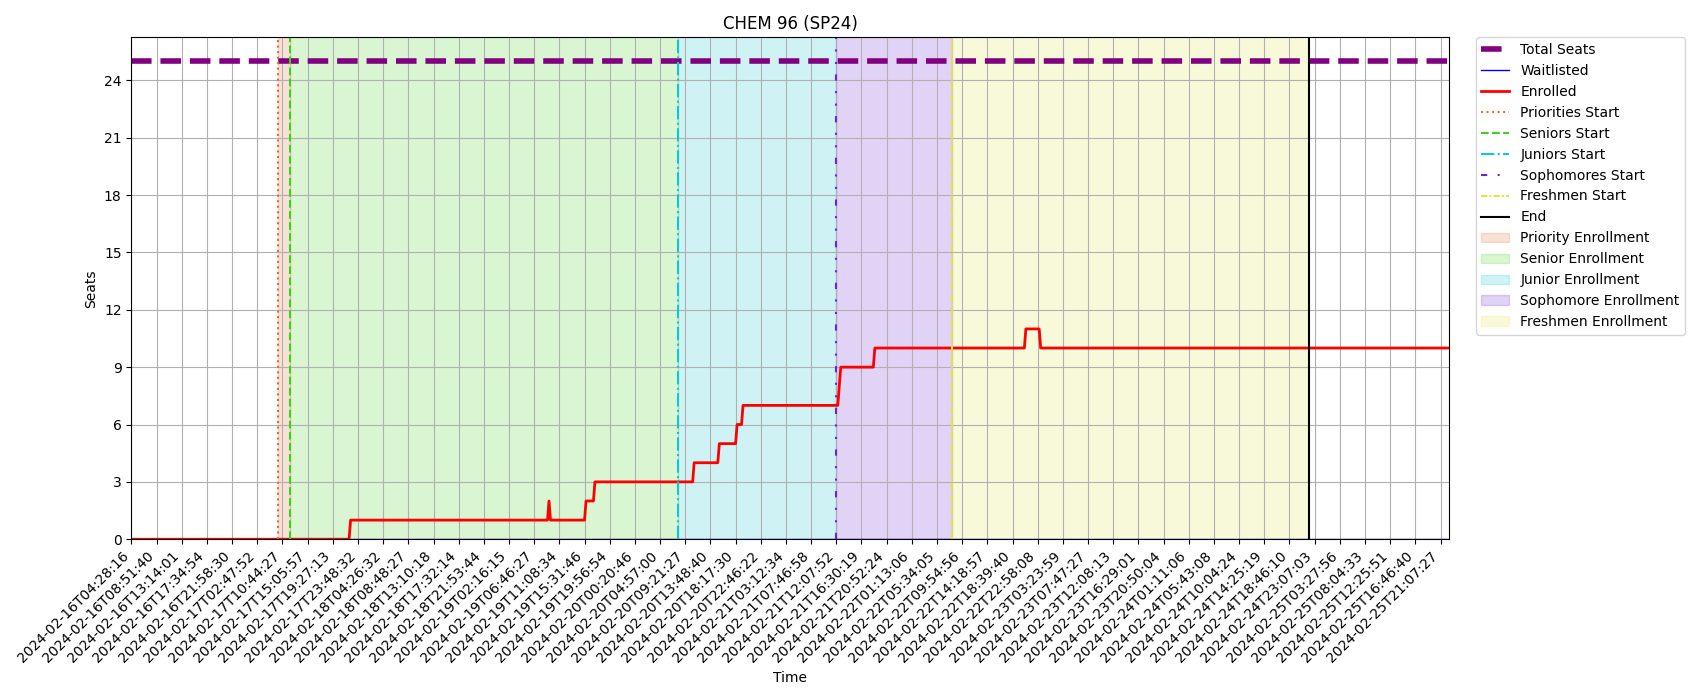 CHEM 96 (SP24)
Seats
24
21
18
15
12
9
6
3
0
2024-02-16T04:28:16
2024-02-16T08:51:40
2024-02-16T13:14:01
2024-02-16T17:34:54
2024-02-16T21:58:30
2024-02-17T02:47:52
2024-02-17T10:44:27
2024-02-17T15:05:57
2024-02-17T19:27:13
2024-02-17T23:48:32
2024-02-18T04:26:32
2024-02-18T08:48:27
2024-02-18T13:10:18
2024-02-18T17:32:14
2024-02-18T21:53:44
2024-02-19T02:16:15
2024-02-19T06:46:27
2024-02-19T11:08:34
2024-02-19T15:31:46
2024-02-19T19:56:54
2024-02-20T00:20:46
2024-02-20T04:57:00
2024-02-20T09:21:27
2024-02-20T13:48:40
2024-02-20T18:17:30
2024-02-20T22:46:22
2024-02-21T03:12:34
2024-02-21T07:46:58
2024-02-21T12:07:52
2024-02-21T16:30:19
2024-02-21T20:52:24
2024-02-22T01:13:06
2024-02-22T05:34:05
2024-02-22T09:54:56
2024-02-22T14:18:57
2024-02-22T18:39:40
2024-02-22T22:58:08
2024-02-23T03:23:59
2024-02-23T07:47:27
2024-02-23T12:08:13
2024-02-23T16:29:01
2024-02-23T20:50:04
2024-02-24T01:11:06
2024-02-24T05:43:08
2024-02-24T10:04:24
2024-02-24T14:25:19
2024-02-24T18:46:10
2024-02-24T23:07:03
2024-02-25T03:27:56
2024-02-25T08:04:33
2024-02-25T12:25:51
2024-02-25T16:46:40
2024-02-25T21:07:27
Time
Total Seats
Waitlisted
Enrolled
Priorities Start
Seniors Start
Juniors Start
Sophomores Start
Freshmen Start
End
Priority Enrollment
Senior Enrollment
Junior Enrollment
Sophomore Enrollment
Freshmen Enrollment